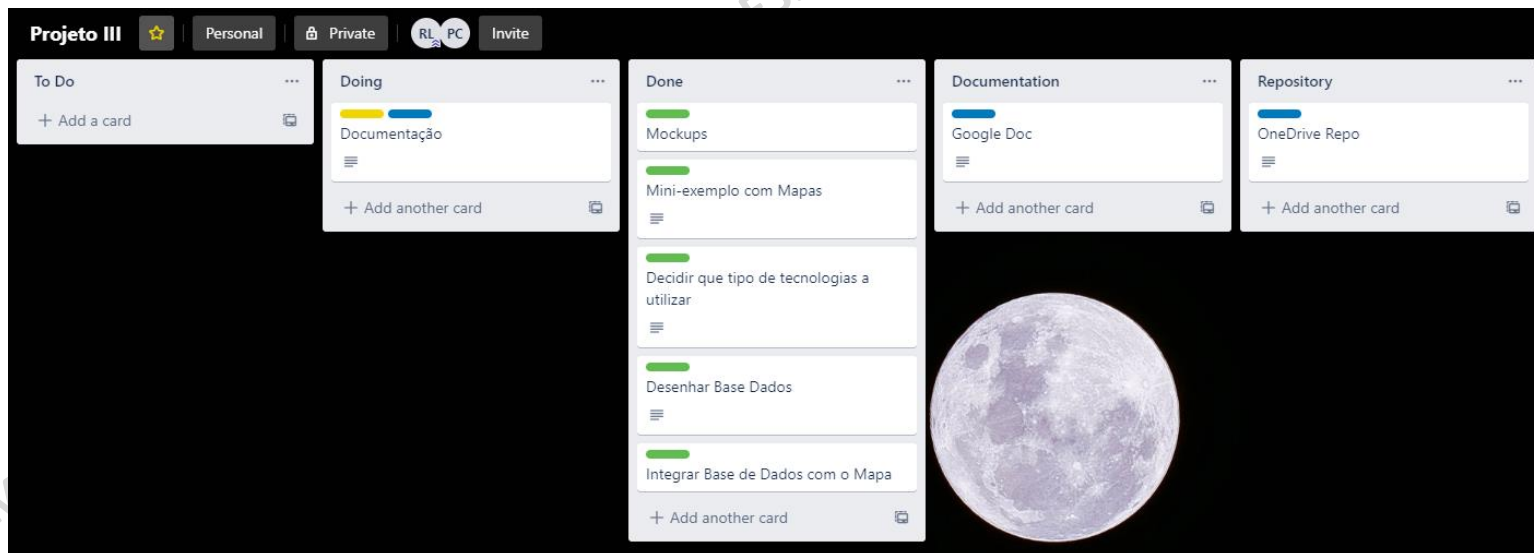 Projeto III Personal Private RL PC Invite
To Do
+ Add a card
Doing
Documentação
+ Add another card
Done
Mockups
Mini-exemplo com Mapas
Decidir que tipo de tecnologias a
utilizar
Desenhar Base Dados
Integrar Base de Dados com o Mapa
+ Add another card
Documentation
Google Doc
+ Add another card
Repository
OneDrive Repo
+ Add another card